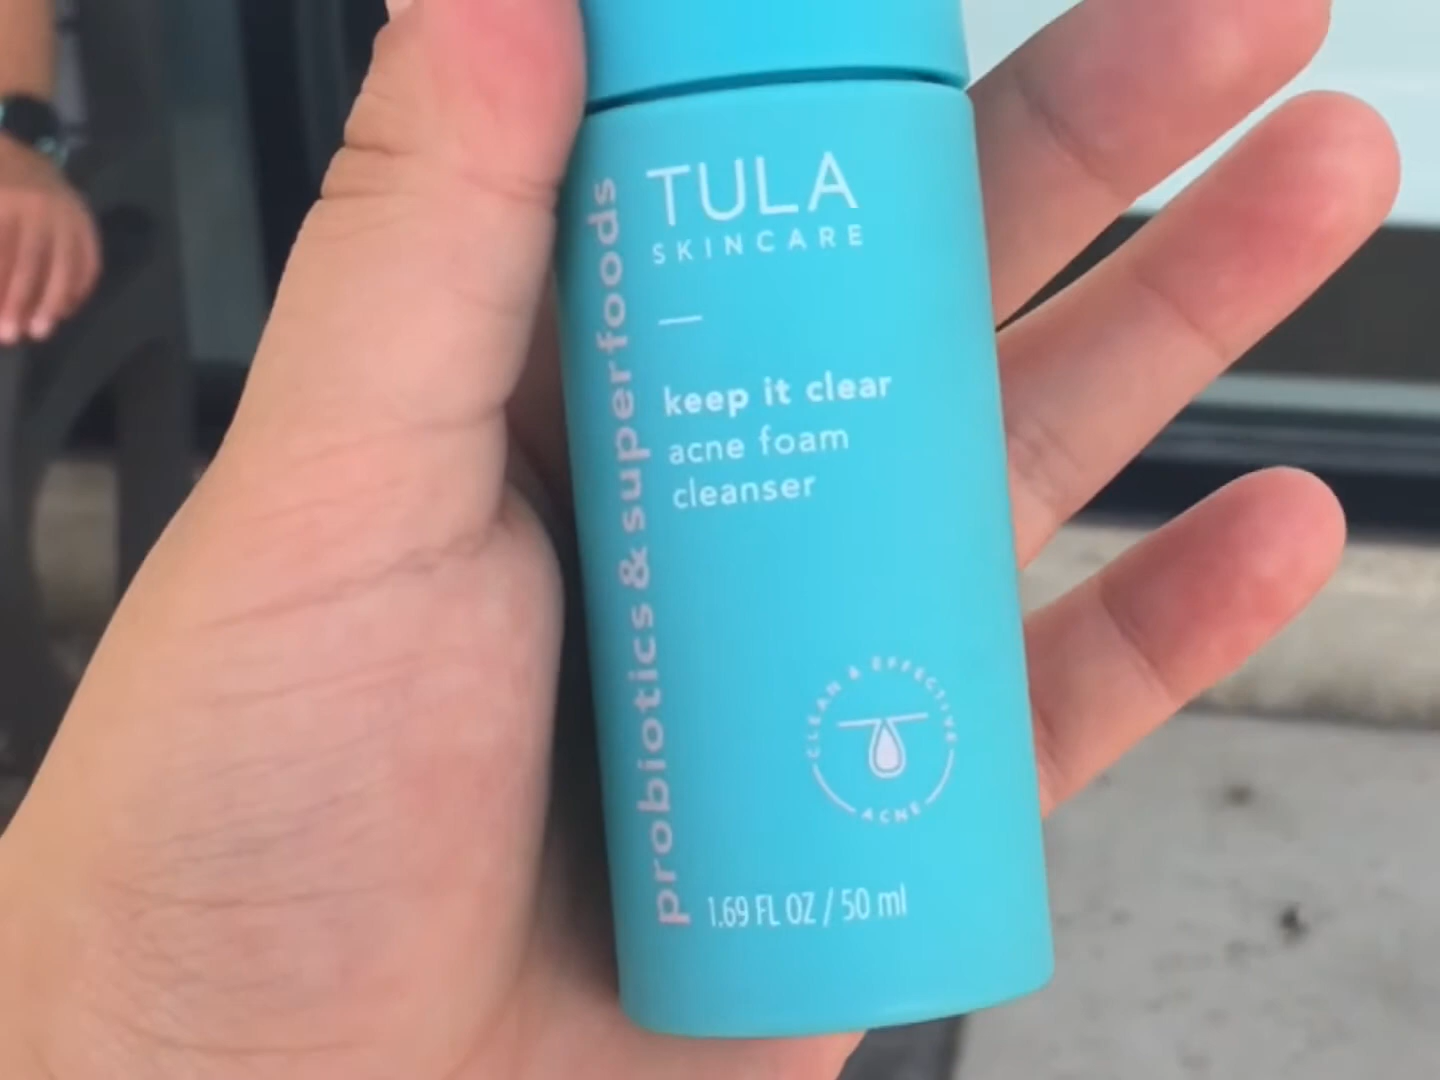 TULA
SKINCARE
keep it clear
acne foam
cleanser
probiotics & superfoods
CLEAN & EFFECTIVE
ACNE
1.69 FL OZ / 50 ml